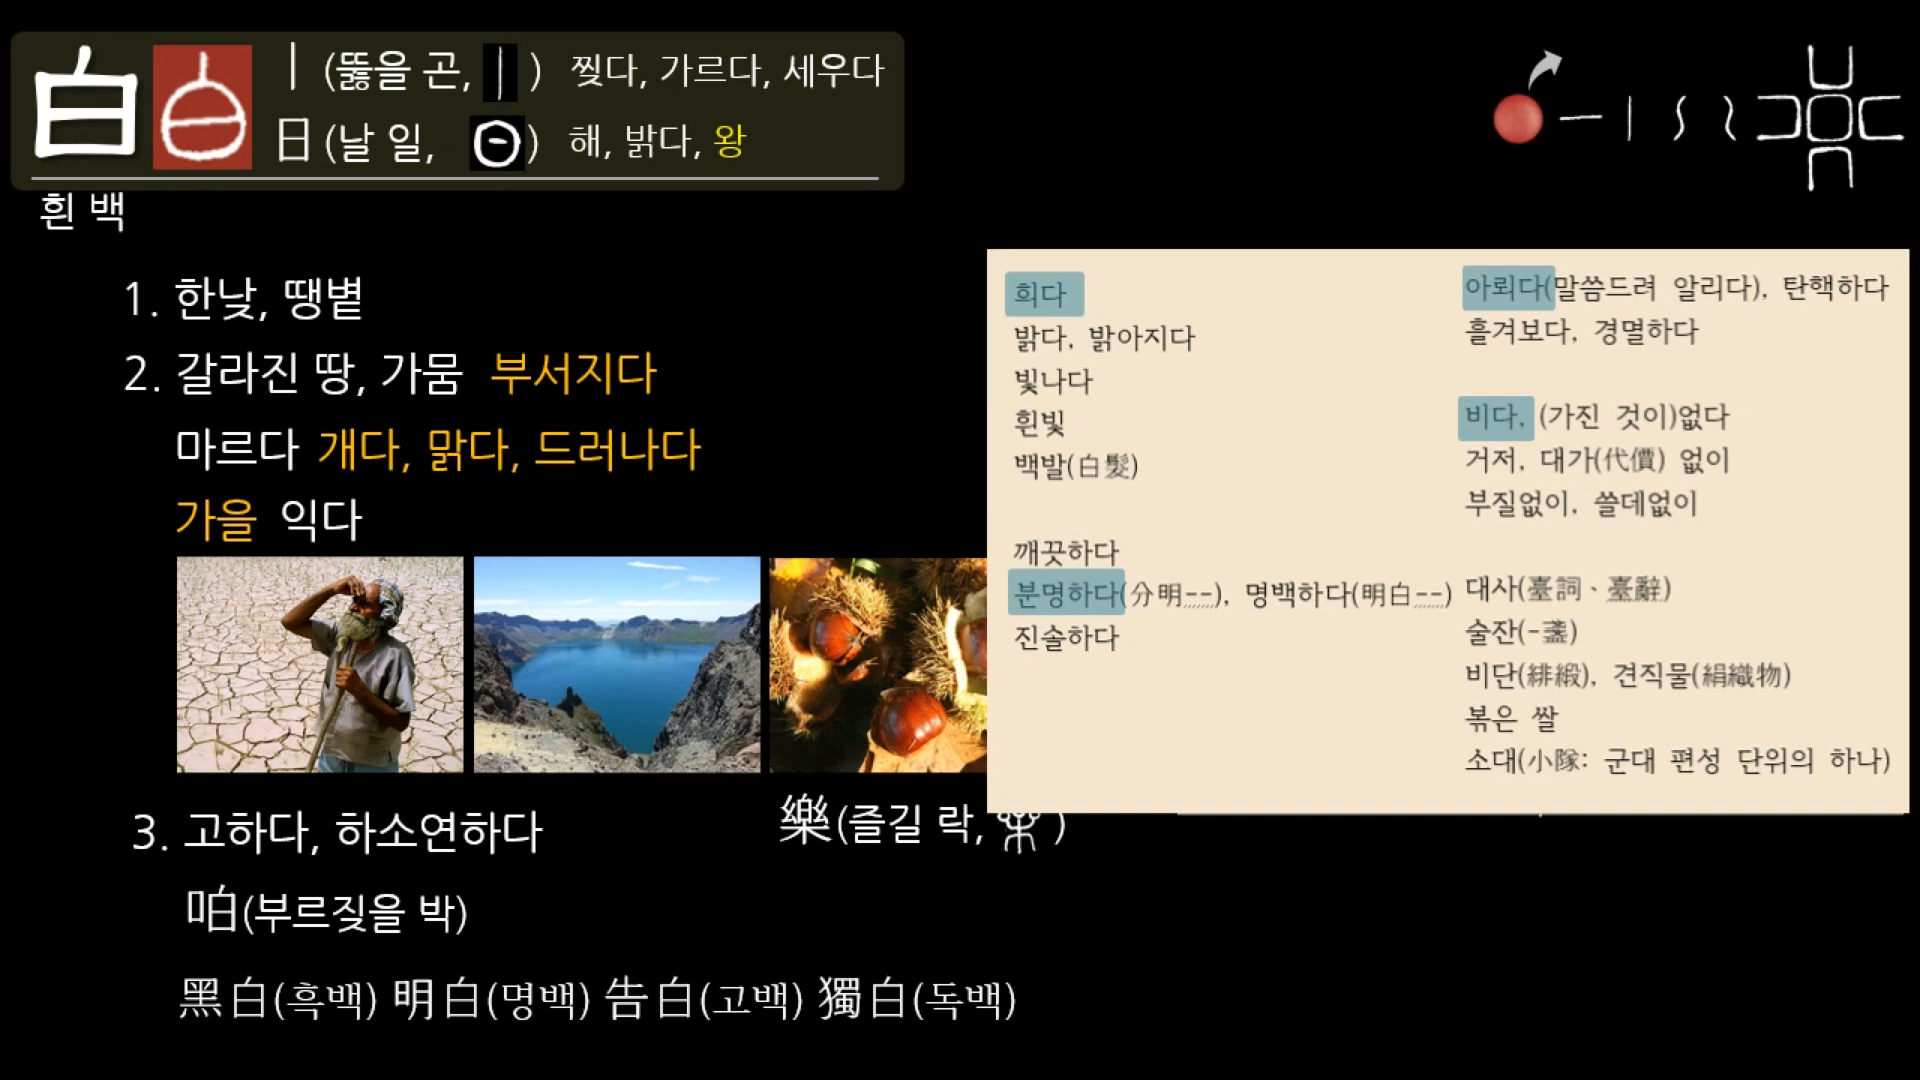 白 丨 (뚫을 곤, ) 찢다, 가르다, 세우다
日 (날 일, ) 해, 밝다, 왕
흰 백
1. 한낮, 땡볕
2. 갈라진 땅, 가뭄 부서지다
마르다 개다, 맑다, 드러나다
가을 익다
3. 고하다, 하소연하다
樂(즐길 락, )
咱(부르짖을 박)
黑白(흑백) 明白(명백) 告白(고백) 獨白(독백)
희다
밝다, 밝아지다
빛나다
흰빛
백발(白髮)
깨끗하다
분명하다(分明--), 명백하다(明白--)
진솔하다
아뢰다(말씀드려 알리다), 탄핵하다
흘겨보다, 경멸하다
비다, (가진 것이)없다
거저, 대가(代價) 없이
부질없이, 쓸데없이
대사(臺詞ㆍ臺辭)
술잔(-盞)
비단(緋緞), 견직물(絹織物)
볶은 쌀
소대(小隊: 군대 편성 단위의 하나)